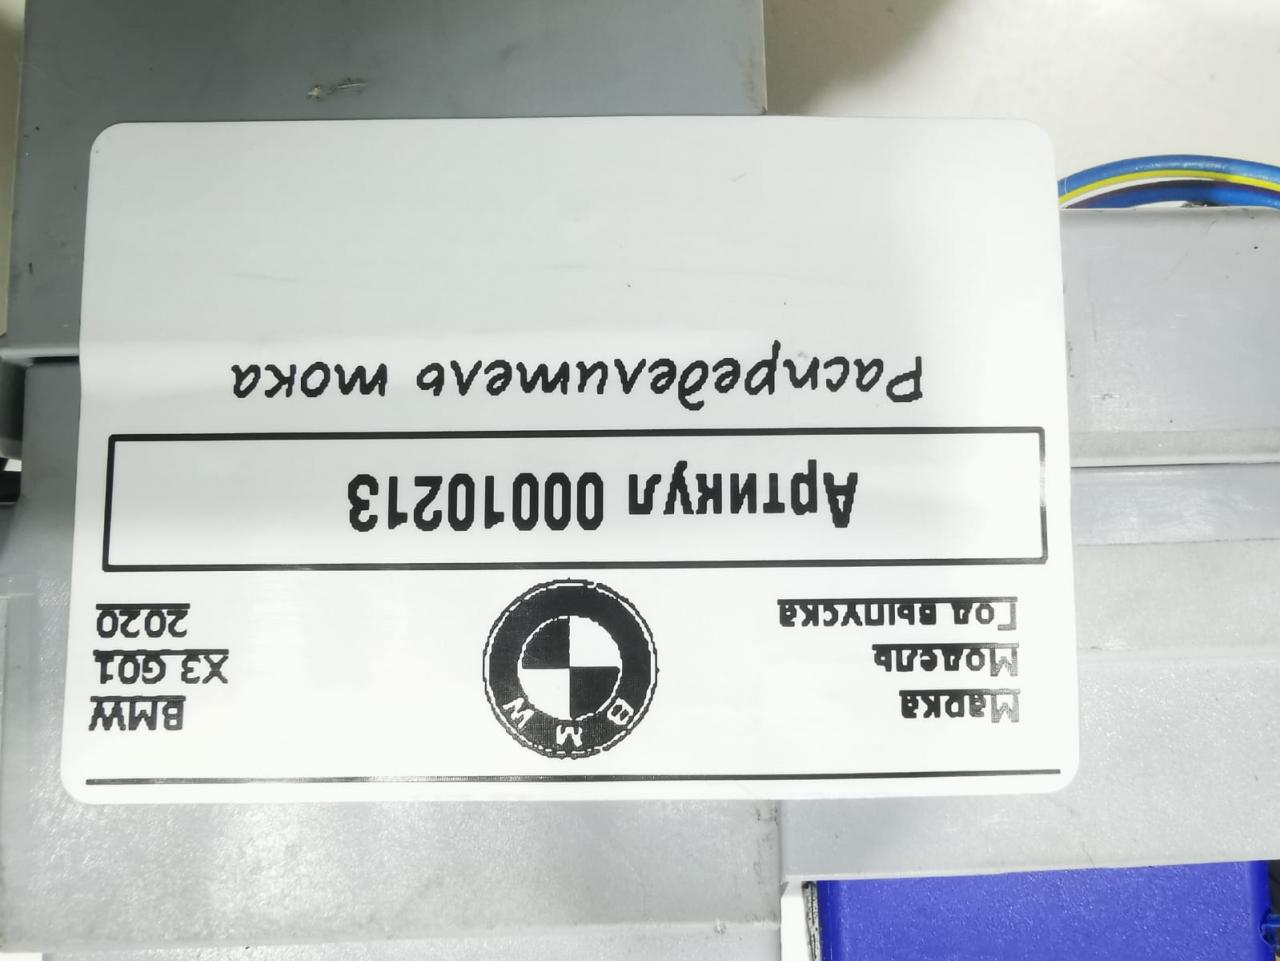 Марка BMW
Модель X3 G01
Год выпуска 2020
BMW
Артикул 00010213
Распределитель тока